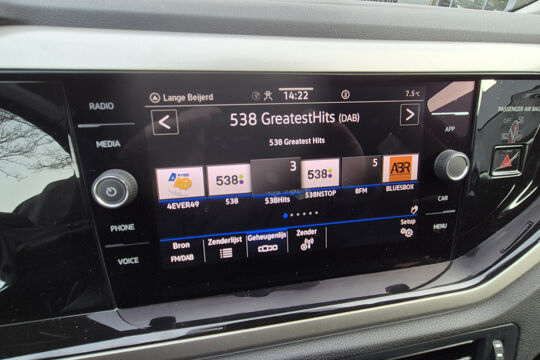 RADIO
MEDIA
PHONE
VOICE
Lange Beijerd
14:22
2
7.5°C
538 GreatestHits (DAB)
538 Greatest Hits
538
3
538
5
ABR
4EVER49
538
538Hits
538NSTOP
8FM
BLUESBOX
Bron
FM/DAB
Zenderlijst
Geheugenlijs
Zender
Setup
APP
CAR
MENU
PASSENGER AIR BAG